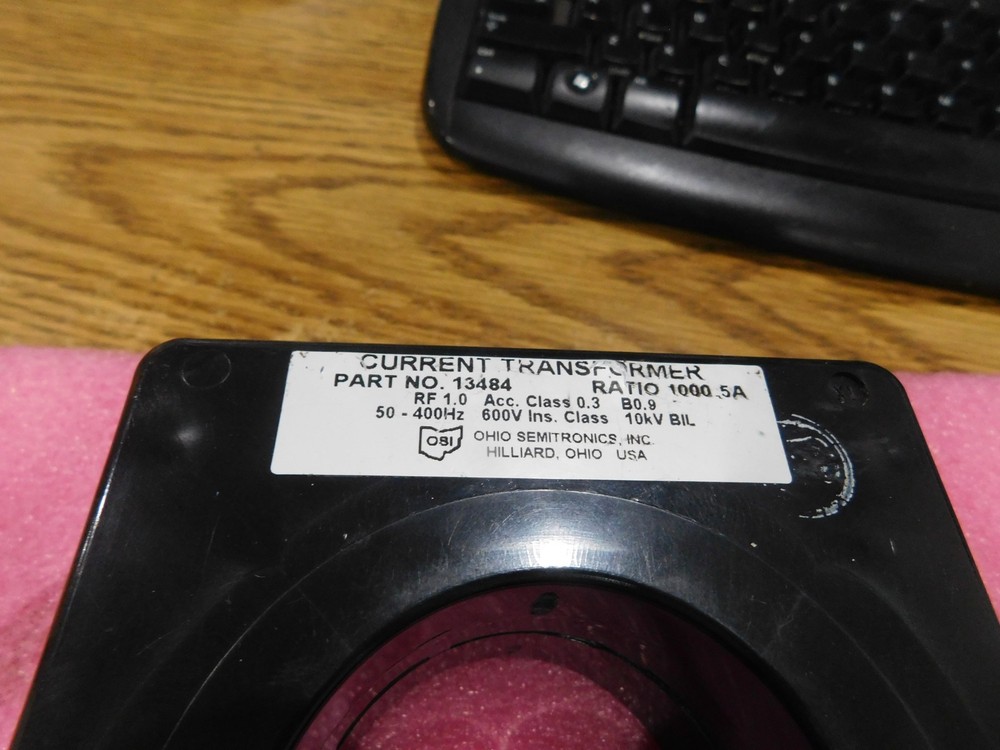 CURRENT TRANSFORMER
PART NO. 13484 RATIO 1000:5A
RF 1.0 Acc. Class 0.3 B0.9
50 - 400Hz 600V Ins. Class 10kV BIL
OSI OHIO SEMITRONICS, INC.
HILLIARD, OHIO USA